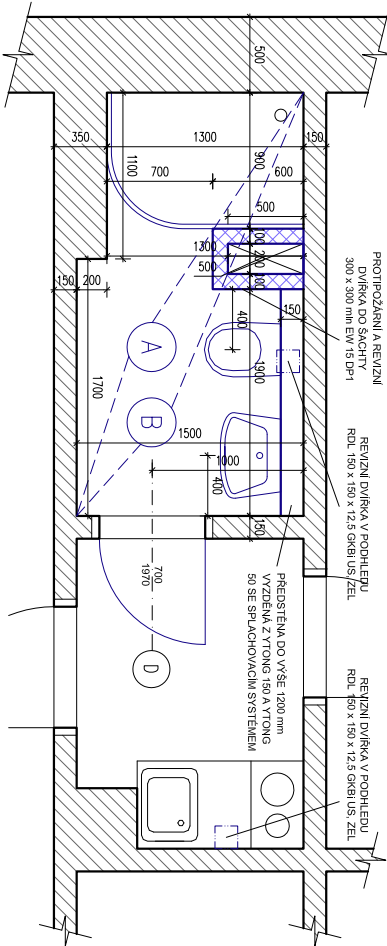 PROTIPOŽÁRNÍ A REVIZNÍ
DVÍŘKA DO ŠACHTY
300 x 300 mln EW 15 DP1
REVIZNÍ DVÍŘKA V PODHLEDU
RDL 150 x 150 x 12,5 GKBi US, ZEL
REVIZNÍ DVÍŘKA V PODHLEDU
RDL 150 x 150 x 12,5 GKBi US, ZEL
PŘEDSTĚNA DO VÝŠE 1200 mm
VYZDĚNÁ Z YTONG 150 A YTONG
50 SE SPLACHOVACÍM SYSTÉMEM
500
350
1300
150
1100
700
900
600
500
100
1300
200
500
100
150
200
400
1900
150
A
B
1700
1500
1000
400
150
700
1970
D